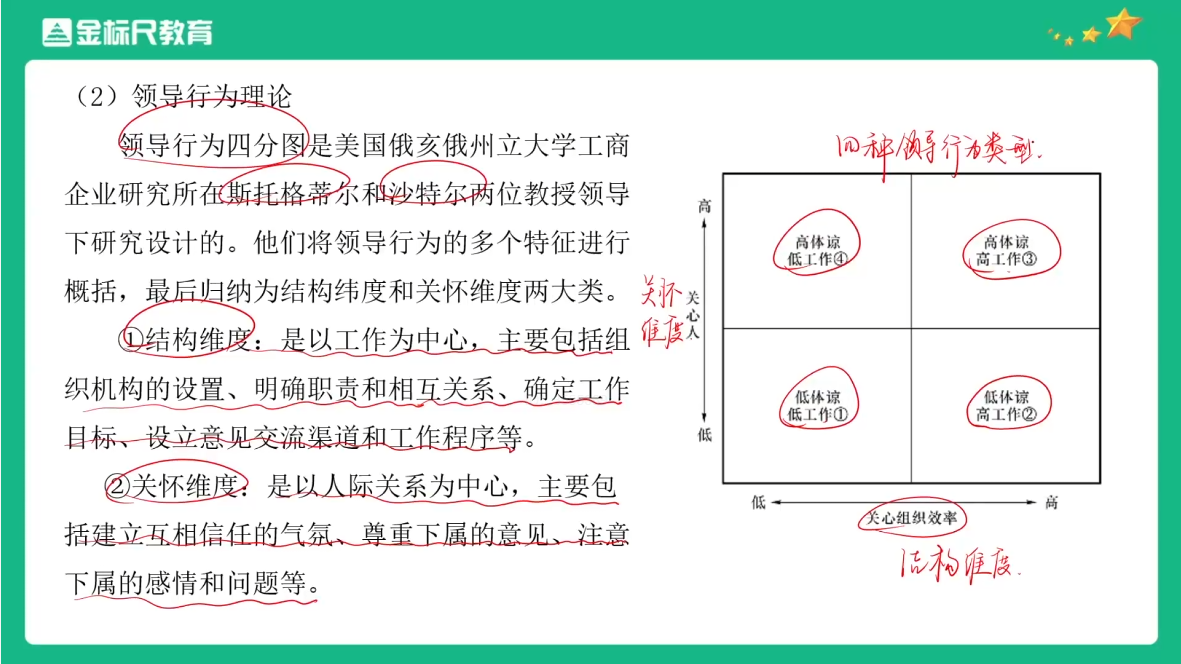 金标尺教育
（2）领导行为理论
领导行为四分图是美国俄亥俄州立大学工商
企业研究所在斯托格蒂尔和沙特尔两位教授领导
下研究设计的。他们将领导行为的多个特征进行
概括，最后归纳为结构纬度和关怀维度两大类。
①结构维度：是以工作为中心，主要包括组
织机构的设置、明确职责和相互关系、确定工作
目标、设立意见交流渠道和工作程序等。
②关怀维度：是以人际关系为中心，主要包
括建立互相信任的气氛、尊重下属的意见、注意
下属的感情和问题等。
四种领导行为类型.
高
关怀
维度
关心人
低
高体谅
低工作④
高体谅
高工作③
低体谅
低工作①
低体谅
高工作②
低
关心组织效率
高
结构维度.